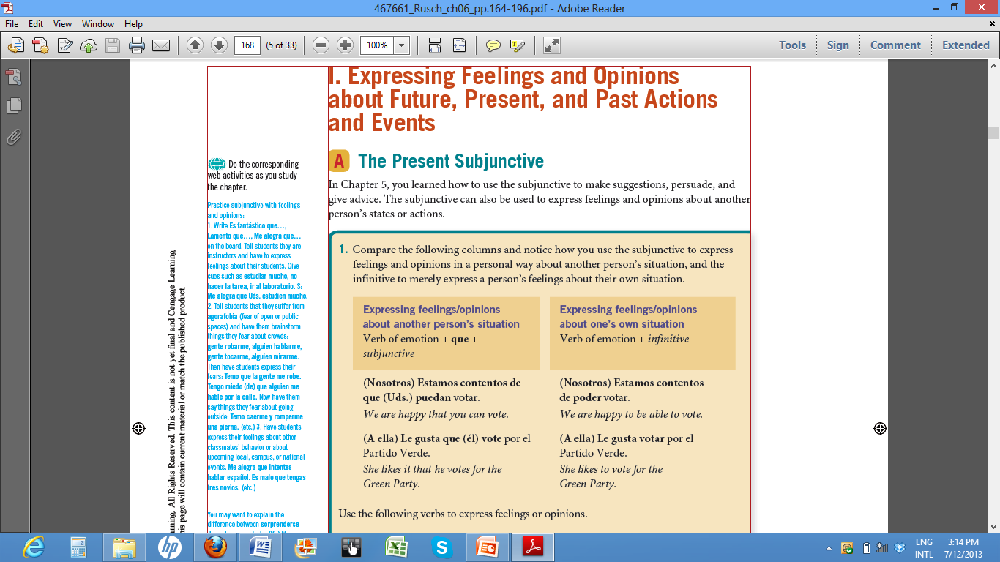 467661_Rusch_ch06_pp.164-196.pdf - Adobe Reader
File Edit View Window Help
168 (5 of 33) 100% Tools Sign Comment Extended
I. Expressing Feelings and Opinions
about Future, Present, and Past Actions
and Events
A The Present Subjunctive
In Chapter 5, you learned how to use the subjunctive to make suggestions, persuade, and
give advice. The subjunctive can also be used to express feelings and opinions about another
person's states or actions.
Do the corresponding
web activities as you study
the chapter.
Practice subjunctive with feelings
and opinions:
1. Write Es fantástico que…,
Lamento que…, Me alegra que…
on the board. Tell students they are
instructors and have to express
feelings about their students. Give
cues such as estudiar mucho, no
hacer la tarea, ir al laboratorio. S:
Me alegra que Uds. estudien mucho.
2. Tell students that they suffer from
agorafobia (fear of open or public
spaces) and have them brainstorm
things they fear about crowds:
gente robarme, alguien hablarme,
gente tocarme, alguien mirarme.
Then have students express their
fears: Temo que la gente me robe.
Tengo miedo (de) que alguien me
hable por la calle. Now have them
say things they fear about going
outside: Temo caerme y romperme
una pierna. (etc.) 3. Have students
express their feelings about other
classmates' behavior or about
upcoming local, campus, or national
events. Me alegra que intentes
hablar español. Es malo que tengas
tres novios. (etc.)
You may want to explain the
difference between sorprenderse
1. Compare the following columns and notice how you use the subjunctive to express
feelings and opinions in a personal way about another person's situation, and the
infinitive to merely express a person's feelings about their own situation.
Expressing feelings/opinions
about another person's situation
Verb of emotion + que +
subjunctive
Expressing feelings/opinions
about one's own situation
Verb of emotion + infinitive
(Nosotros) Estamos contentos de
que (Uds.) puedan votar.
We are happy that you can vote.
(Nosotros) Estamos contentos
de poder votar.
We are happy to be able to vote.
(A ella) Le gusta que (él) vote por el
Partido Verde.
She likes it that he votes for the
Green Party.
(A ella) Le gusta votar por el
Partido Verde.
She likes to vote for the
Green Party.
Use the following verbs to express feelings or opinions.
rning. All Rights Reserved. This content is not yet final and Cengage Learning
his page will contain current material or match the published product.
ENG 3:14 PM
INTL 7/12/2013